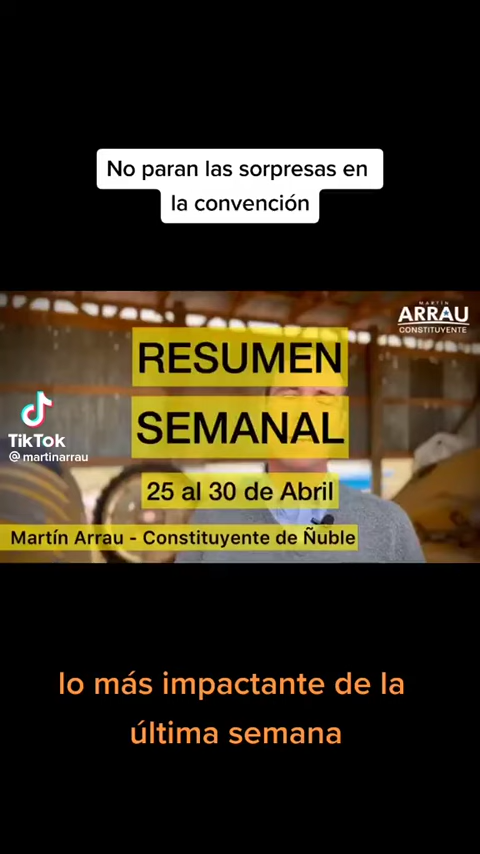 No paran las sorpresas en
la convención
MARTÍN
ARRAU
CONSTITUYENTE
RESUMEN
SEMANAL
TikTok
@martinarrau
25 al 30 de Abril
Martín Arrau - Constituyente de Ñuble
lo más impactante de la
última semana